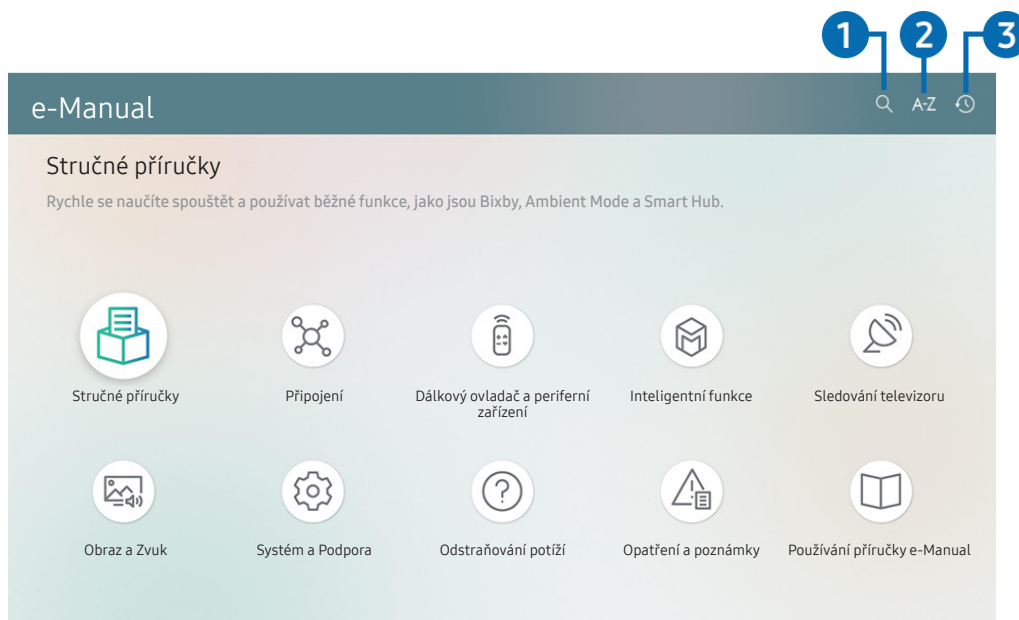 1 2 3
e-Manual
A-Z
Stručné příručky
Rychle se naučíte spouštět a používat běžné funkce, jako jsou Bixby, Ambient Mode a Smart Hub.
Stručné příručky
Připojení
Dálkový ovladač a periferní
zařízení
Inteligentní funkce
Sledování televizoru
Obraz a Zvuk
Systém a Podpora
Odstraňování potíží
Opatření a poznámky
Používání příručky e-Manual